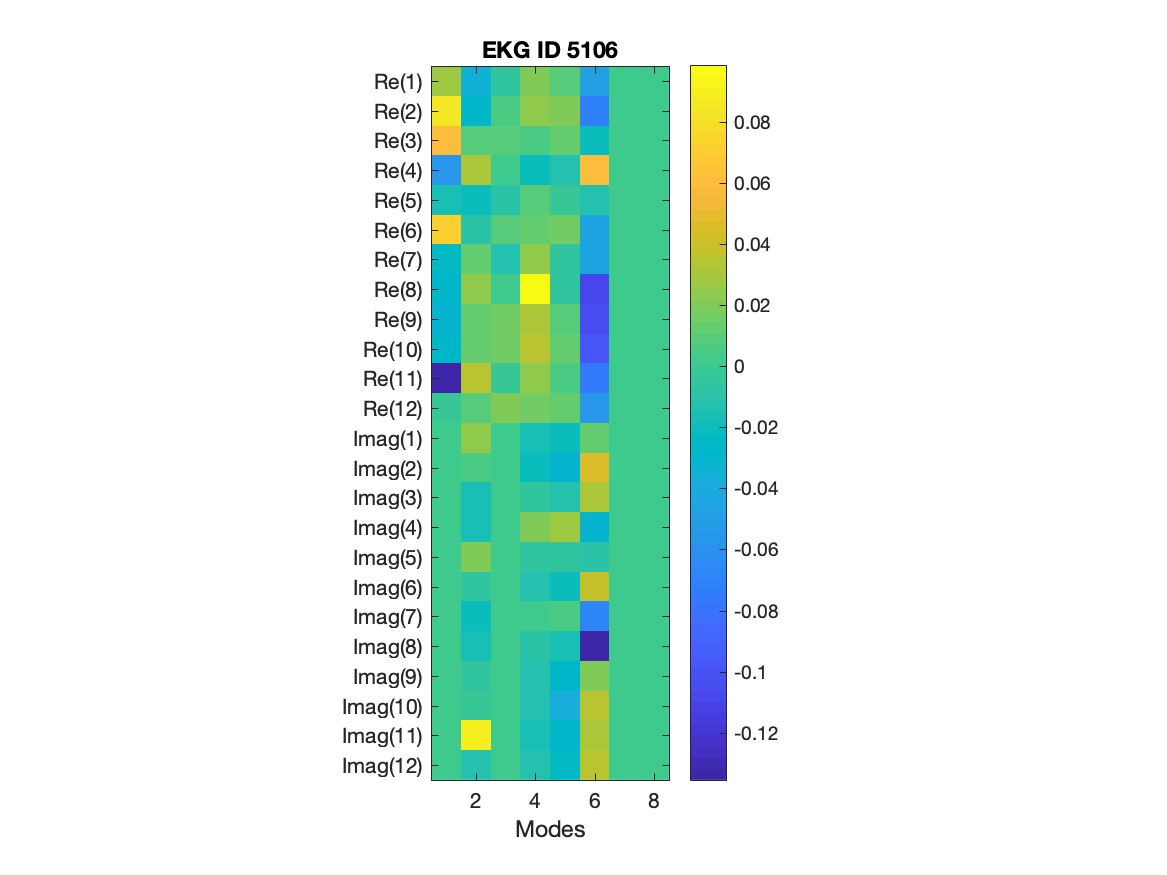 EKG ID 5106
Re(1)
Re(2)
Re(3)
Re(4)
Re(5)
Re(6)
Re(7)
Re(8)
Re(9)
Re(10)
Re(11)
Re(12)
Imag(1)
Imag(2)
Imag(3)
Imag(4)
Imag(5)
Imag(6)
Imag(7)
Imag(8)
Imag(9)
Imag(10)
Imag(11)
Imag(12)
2 4 6 8
Modes
0.08
0.06
0.04
0.02
0
-0.02
-0.04
-0.06
-0.08
-0.1
-0.12